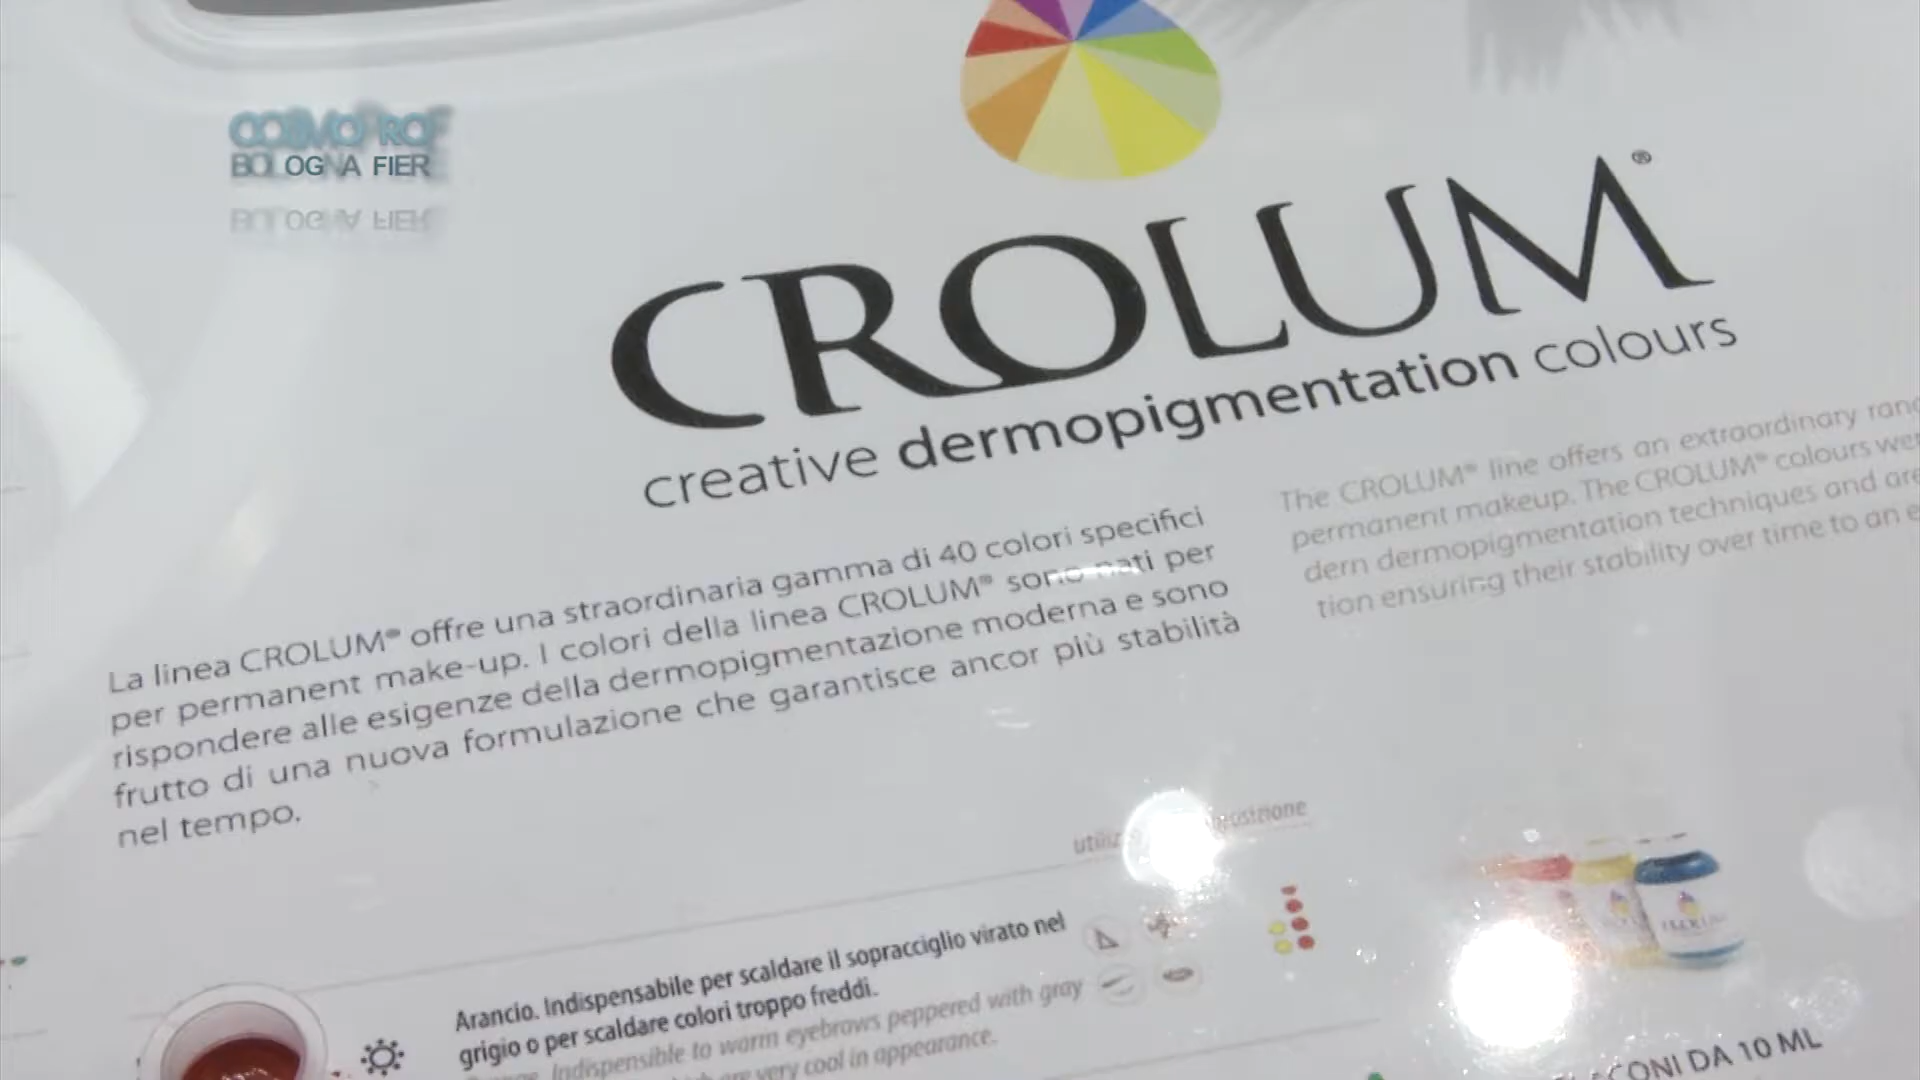 COSMOPROF
BOLOGNA FIERE
CROLUM®
creative dermopigmentation colours
La linea CROLUM® offre una straordinaria gamma di 40 colori specifici
per permanent make-up. I colori della linea CROLUM® sono nati per
rispondere alle esigenze della dermopigmentazione moderna e sono
frutto di una nuova formulazione che garantisce ancor più stabilità
nel tempo.
The CROLUM® line offers an extraordinary
permanent makeup. The CROLUM® colours
dern dermopigmentation techniques and
tion ensuring their stability over time to an
Arancio. Indispensabile per scaldare il sopracciglio virato nel
grigio o per scaldare colori troppo freddi.
Indispensible to warm eyebrows peppered with gray
are very cool in appearance.
DA 10 ML